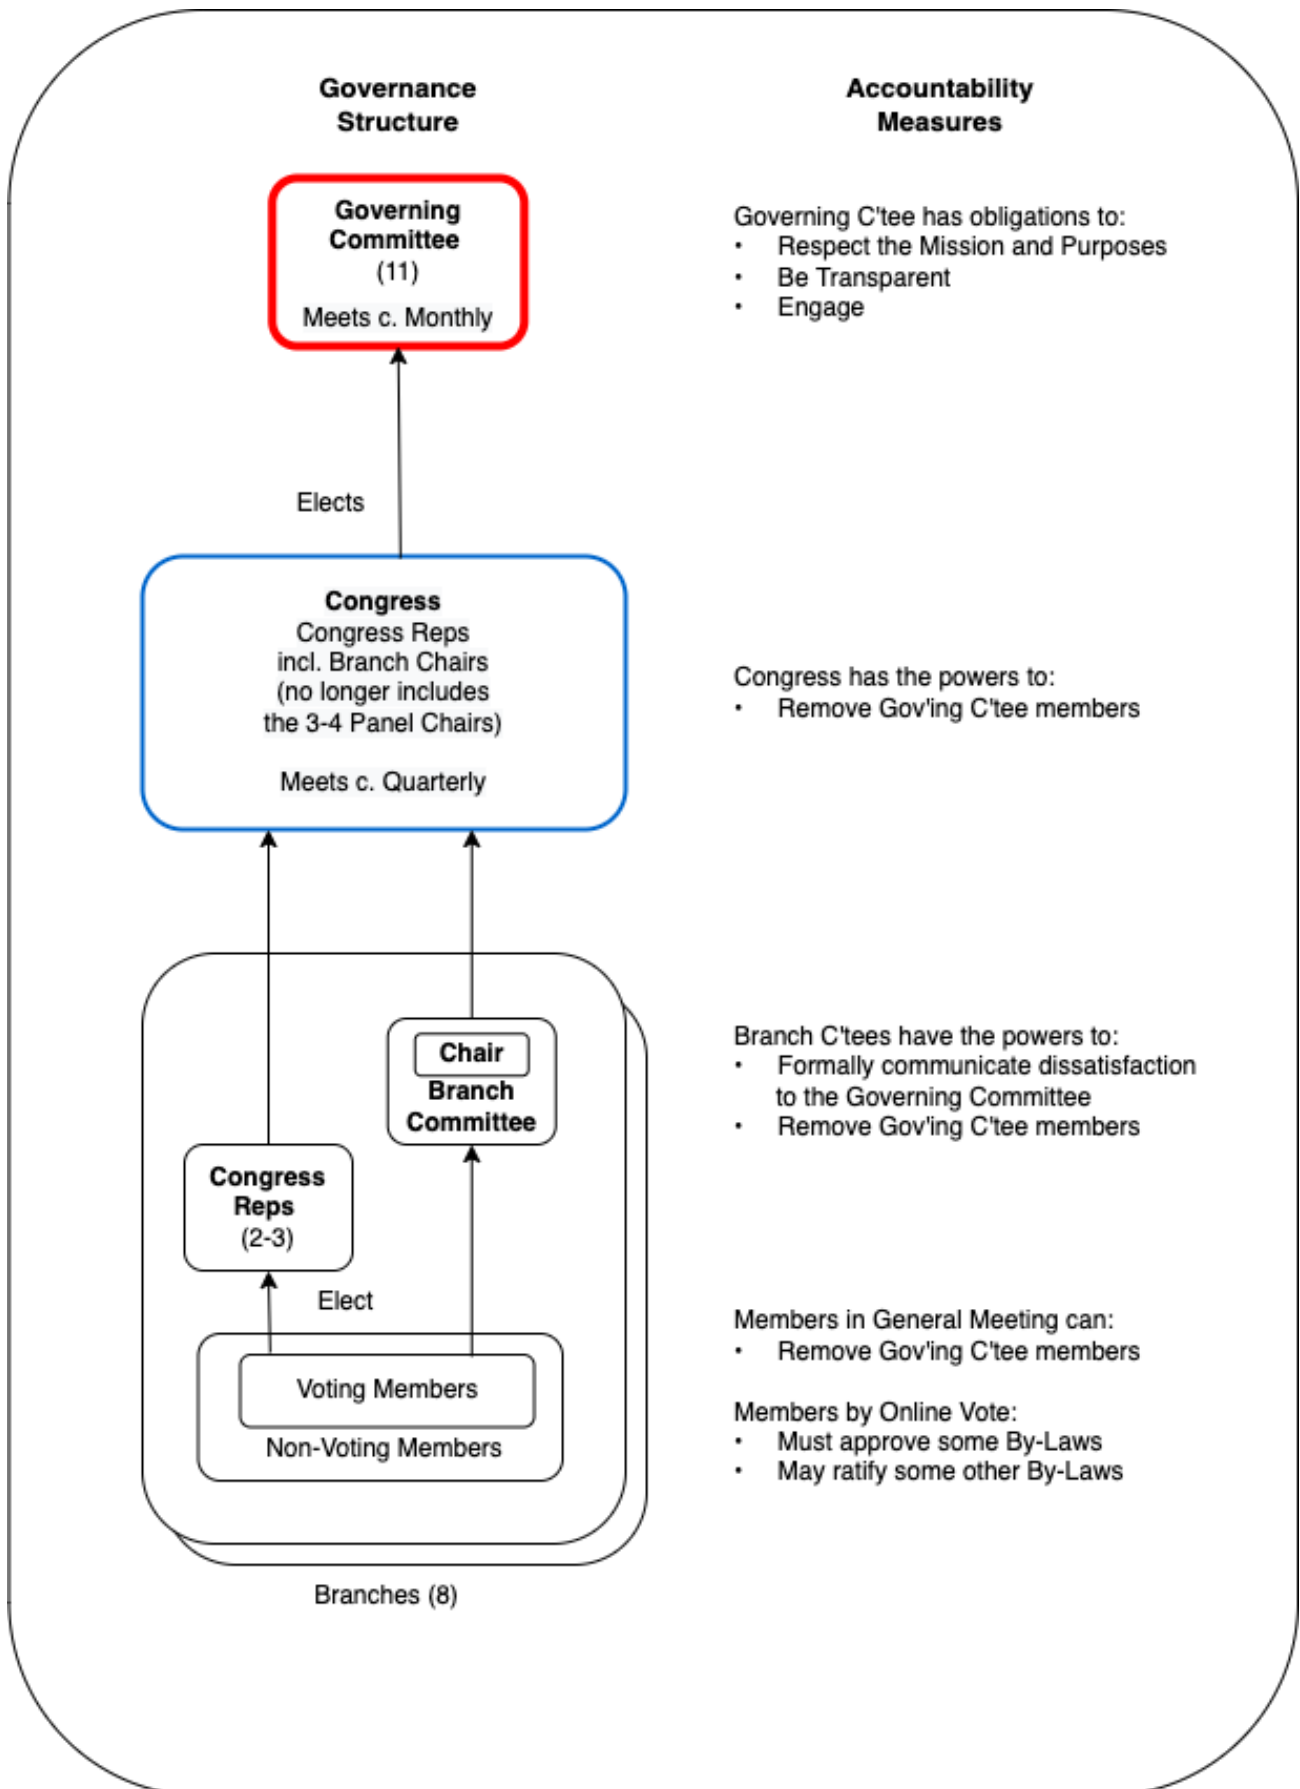 Governance
Structure
Accountability
Measures
Governing
Committee
(11)
Meets c. Monthly
Governing C'tee has obligations to:
• Respect the Mission and Purposes
• Be Transparent
• Engage
Elects
Congress
Congress Reps
incl. Branch Chairs
(no longer includes
the 3-4 Panel Chairs)
Meets c. Quarterly
Congress has the powers to:
• Remove Gov'ing C'tee members
Chair
Branch
Committee
Congress
Reps
(2-3)
Elect
Voting Members
Non-Voting Members
Branches (8)
Branch C'tees have the powers to:
• Formally communicate dissatisfaction
to the Governing Committee
• Remove Gov'ing C'tee members
Members in General Meeting can:
• Remove Gov'ing C'tee members
Members by Online Vote:
• Must approve some By-Laws
• May ratify some other By-Laws